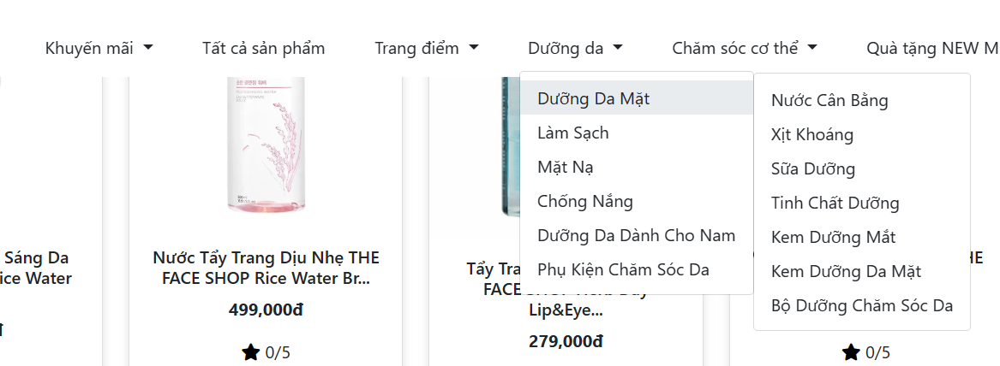 Khuyến mãi
Tất cả sản phẩm
Trang điểm
Dưỡng da
Chăm sóc cơ thể
Quà tặng NEW M
Dưỡng Da Mặt
Làm Sạch
Mặt Nạ
Chống Nắng
Dưỡng Da Dành Cho Nam
Phụ Kiện Chăm Sóc Da
Nước Cân Bằng
Xịt Khoáng
Sữa Dưỡng
Tinh Chất Dưỡng
Kem Dưỡng Mắt
Kem Dưỡng Da Mặt
Bộ Dưỡng Chăm Sóc Da
Sáng Da
ice Water
đ
Nước Tẩy Trang Dịu Nhẹ THE
FACE SHOP Rice Water Br...
499,000đ
0/5
Tẩy Tra
FACE
Lip&Eye...
279,000đ
HE
0/5